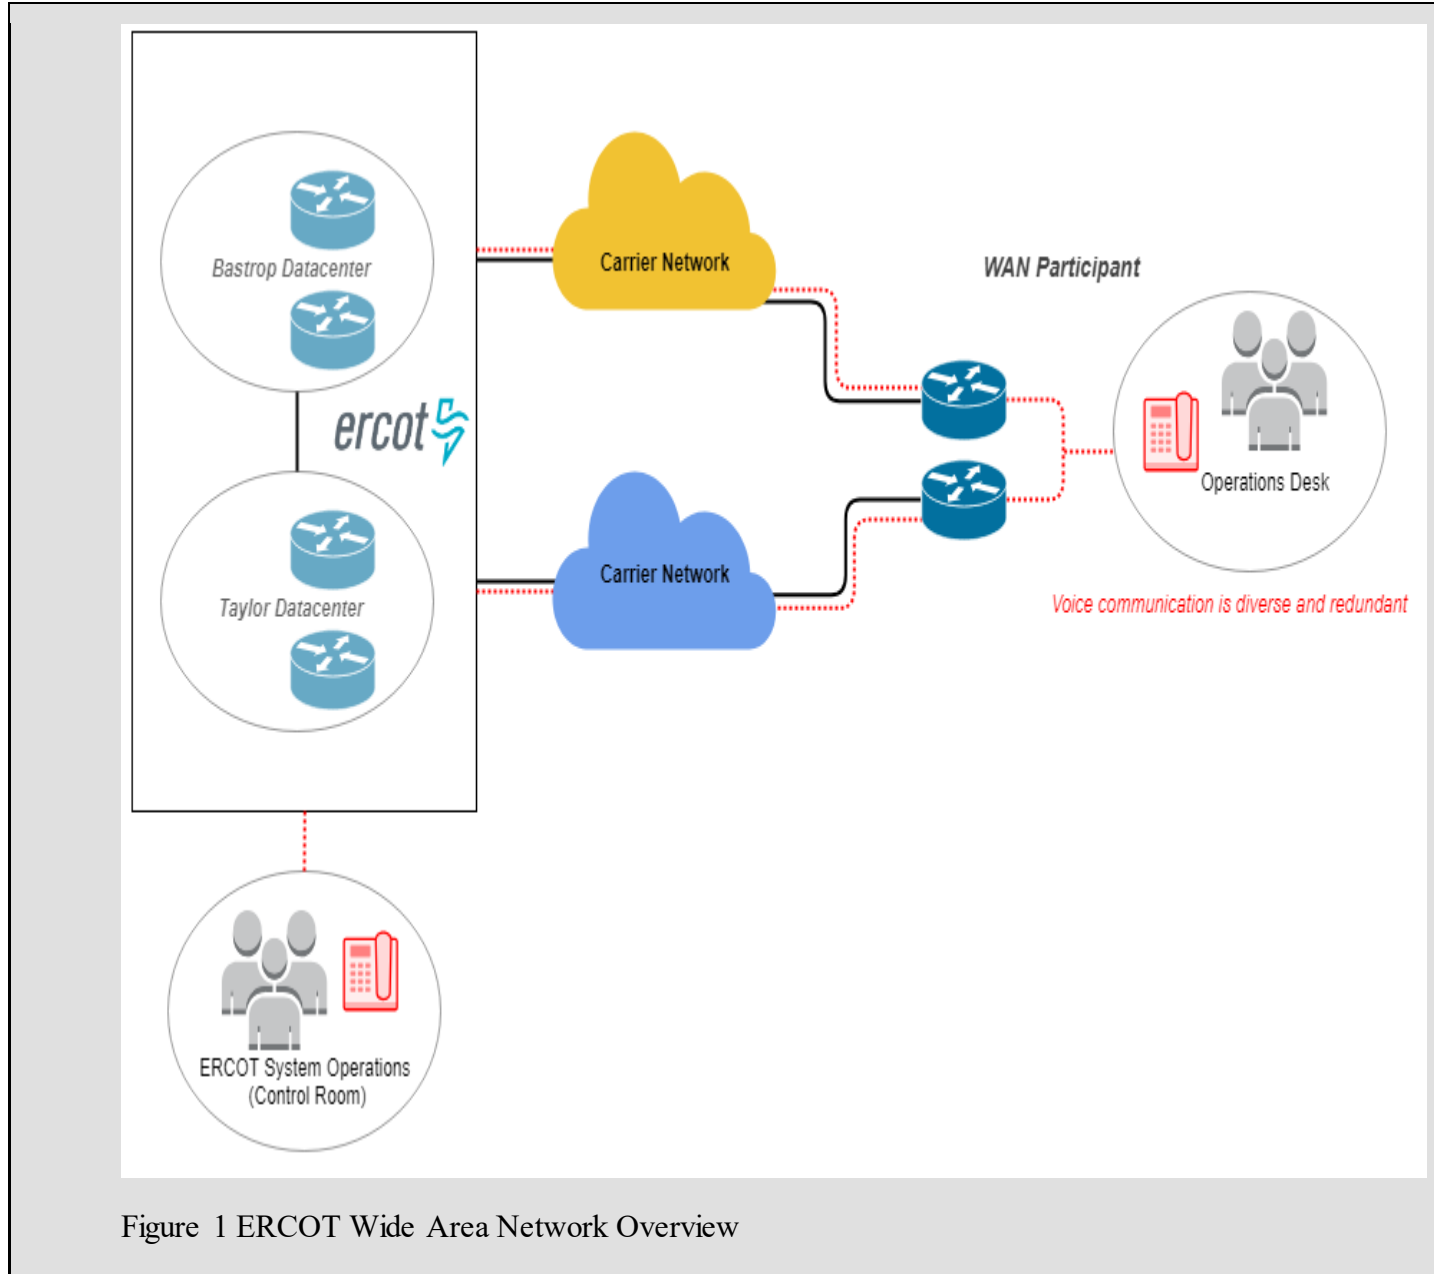 Bastrop Datacenter
Carrier Network
WAN Participant
ercot
Operations Desk
Taylor Datacenter
Carrier Network
Voice communication is diverse and redundant
ERCOT System Operations
(Control Room)
Figure 1 ERCOT Wide Area Network Overview